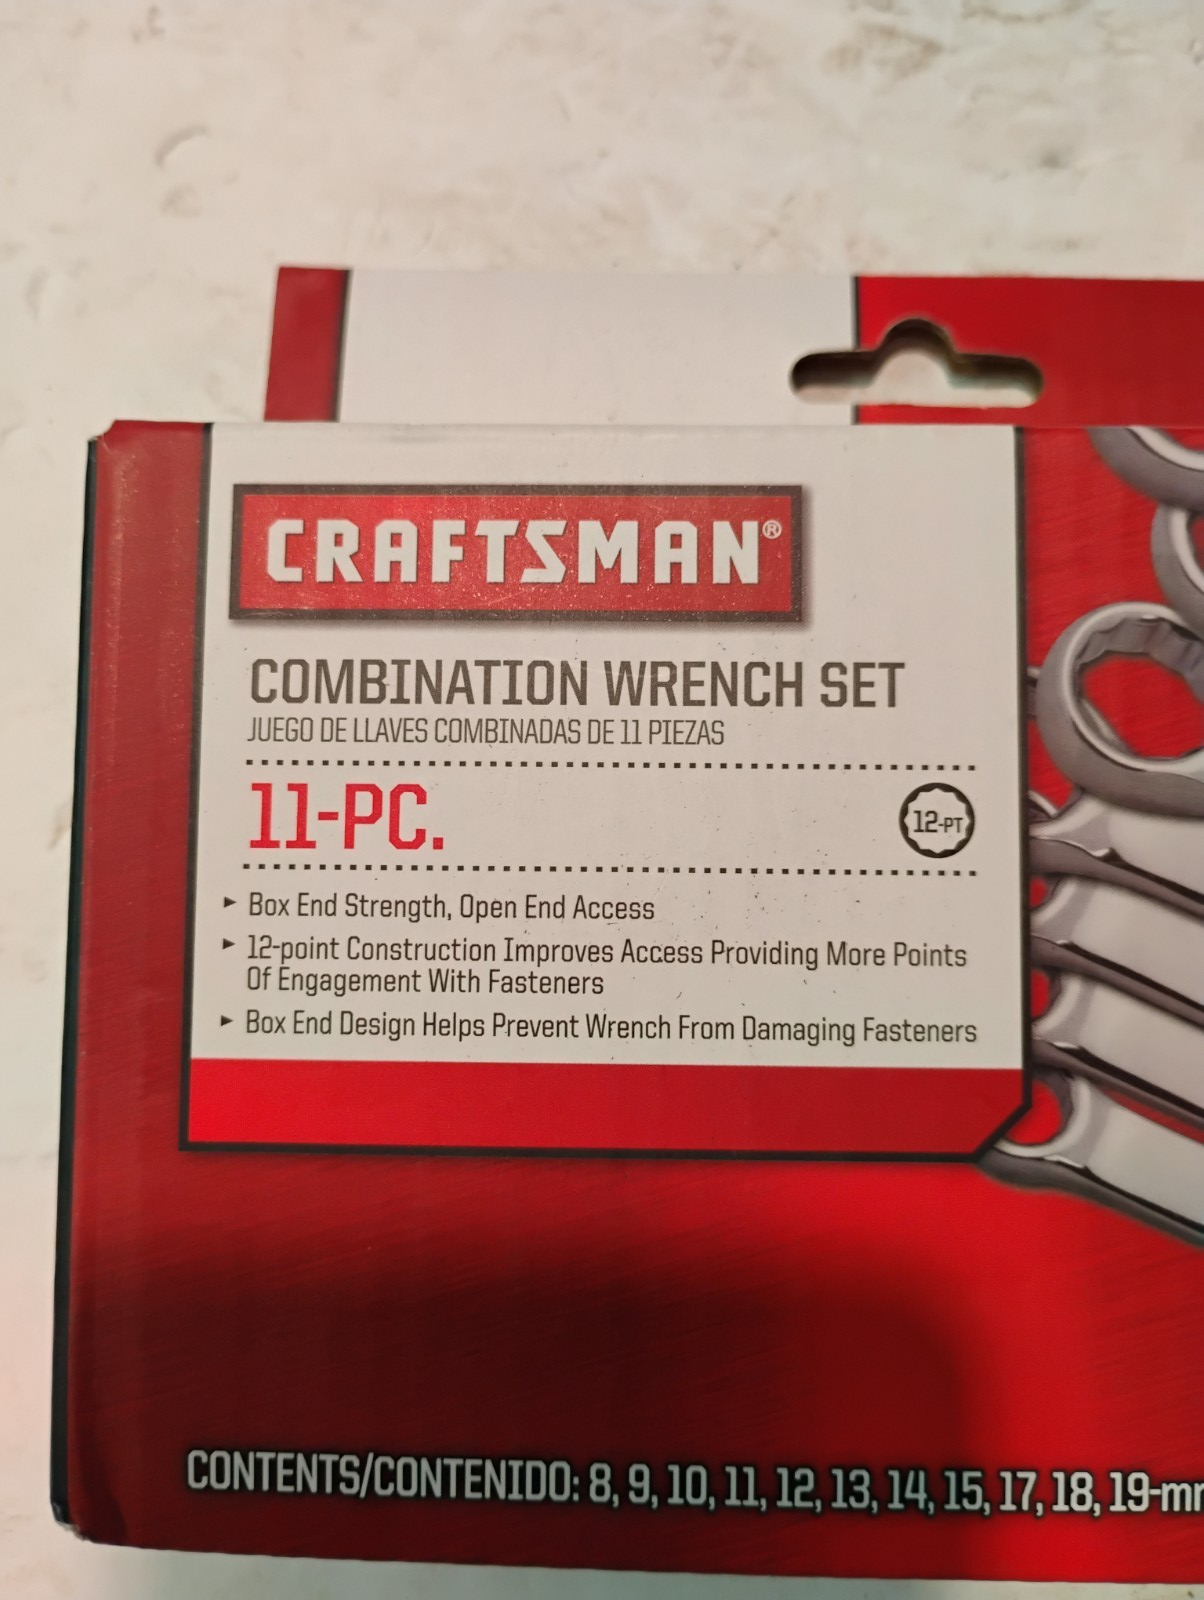 CRAFTSMAN®
COMBINATION WRENCH SET
JUEGO DE LLAVES COMBINADAS DE 11 PIEZAS
11-PC.
12-PT
▸ Box End Strength, Open End Access
▸ 12-point Construction Improves Access Providing More Points
Of Engagement With Fasteners
▸ Box End Design Helps Prevent Wrench From Damaging Fasteners
CONTENTS/CONTENIDO: 8, 9, 10, 11, 12, 13, 14, 15, 17, 18, 19-mm